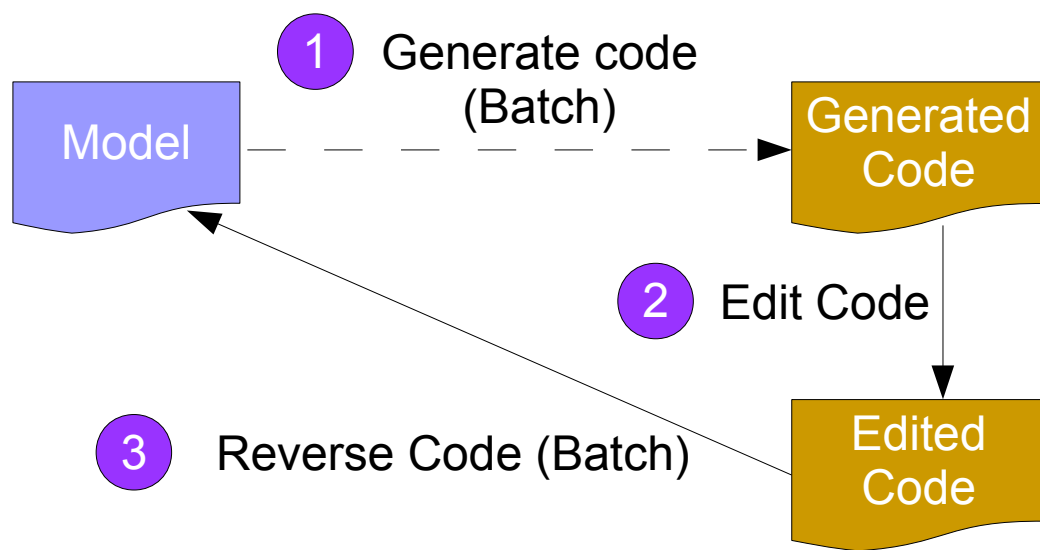 1
Generate code
(Batch)
Model
Generated
Code
2
Edit Code
3
Reverse Code (Batch)
Edited
Code